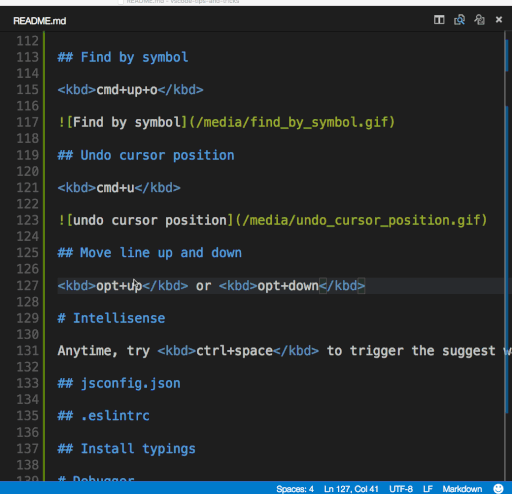 README.md - vscode-tips-and-tricks
README.md
112
113 ## Find by symbol
114
115 <kbd>cmd+up+o</kbd>
116
117 ![Find by symbol](/media/find_by_symbol.gif)
118
119 ## Undo cursor position
120
121 <kbd>cmd+u</kbd>
122
123 ![undo cursor position](/media/undo_cursor_position.gif)
124
125 ## Move line up and down
126
127 <kbd>opt+up</kbd> or <kbd>opt+down</kbd>
128
129 # Intellisense
130
131 Anytime, try <kbd>ctrl+space</kbd> to trigger the suggest w
132
133 ## jsconfig.json
134
135 ## .eslintrc
136
137 ## Install typings
138
139 # Debugger
Spaces: 4 Ln 127, Col 41 UTF-8 LF Markdown